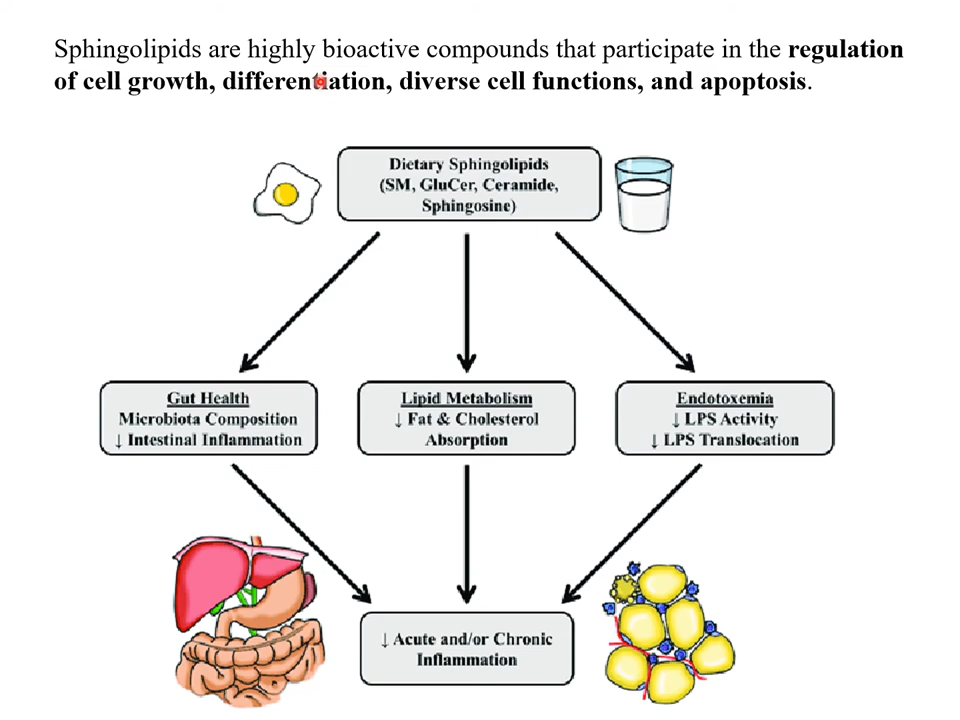 Sphingolipids are highly bioactive compounds that participate in the regulation
of cell growth, differentiation, diverse cell functions, and apoptosis.
Dietary Sphingolipids
(SM, GluCer, Ceramide,
Sphingosine)
Gut Health
Microbiota Composition
↓ Intestinal Inflammation
Lipid Metabolism
↓ Fat & Cholesterol
Absorption
Endotoxemia
↓ LPS Activity
↓ LPS Translocation
↓ Acute and/or Chronic
Inflammation